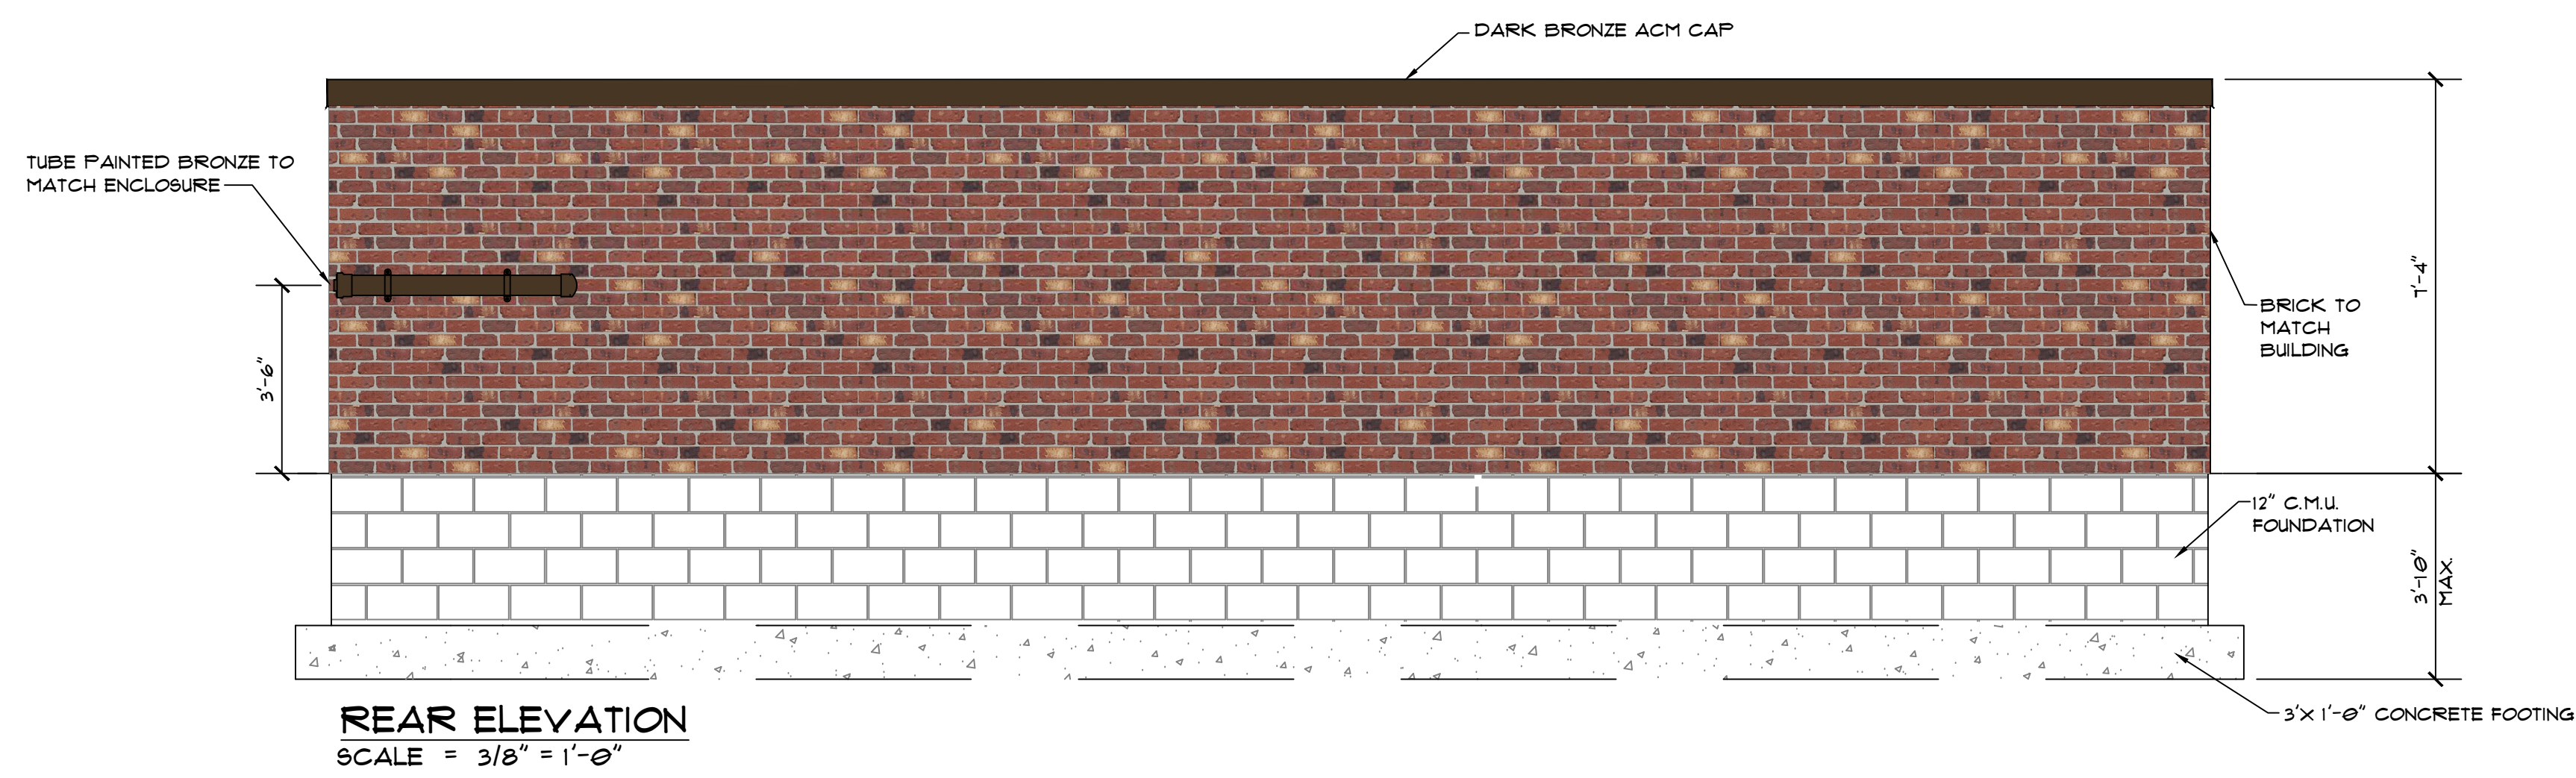 DARK BRONZE ACM CAP
TUBE PAINTED BRONZE TO
MATCH ENCLOSURE
7'-4"
BRICK TO
MATCH
BUILDING
3'-6"
12" C.M.U.
FOUNDATION
3'-10"
MAX.
3'X 1'-0" CONCRETE FOOTING
REAR ELEVATION
SCALE = 3/8" = 1'-0"